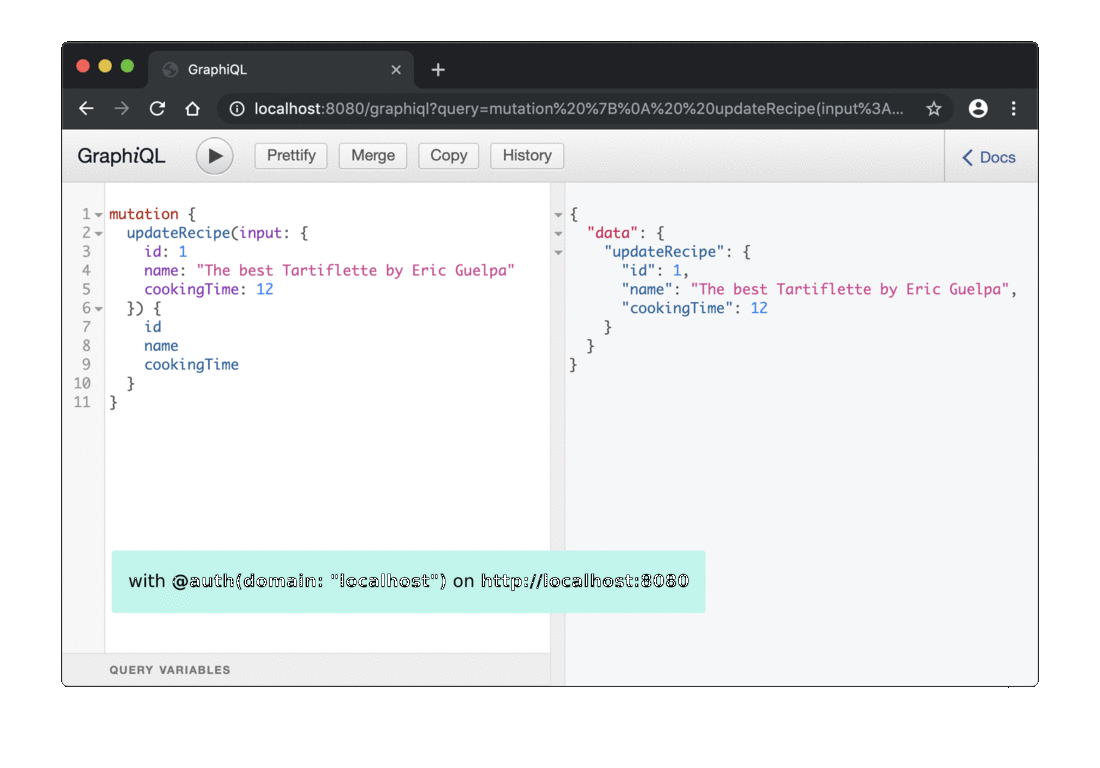 GraphiQL
localhost:8080/graphiql?query=mutation%20%7B%0A%20%20updateRecipe(input%3A...
GraphiQL Prettify Merge Copy History Docs
1 mutation {
2 updateRecipe(input: {
3 id: 1
4 name: "The best Tartiflette by Eric Guelpa"
5 cookingTime: 12
6 }) {
7 id
8 name
9 cookingTime
10 }
11 }
{
"data": {
"updateRecipe": {
"id": 1,
"name": "The best Tartiflette by Eric Guelpa",
"cookingTime": 12
}
}
}
with @auth(domain: "localhost") on http://localhost:8080
QUERY VARIABLES